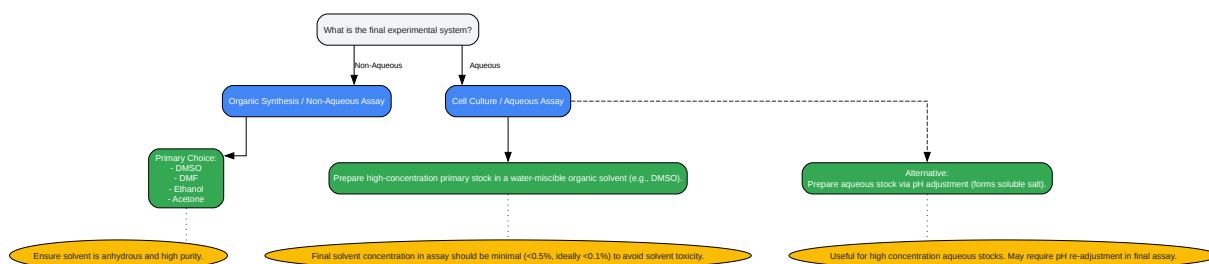 What is the final experimental system?
Non-Aqueous
Aqueous
Organic Synthesis / Non-Aqueous Assay
Cell Culture / Aqueous Assay
Primary Choice:
- DMSO
- DMF
- Ethanol
- Acetone
Prepare high-concentration primary stock in a water-miscible organic solvent (e.g., DMSO).
Alternative:
Prepare aqueous stock via pH adjustment (forms soluble salt).
Ensure solvent is anhydrous and high purity.
Final solvent concentration in assay should be minimal (<0.5%, ideally <0.1%) to avoid solvent toxicity.
Useful for high concentration aqueous stocks. May require pH re-adjustment in final assay.